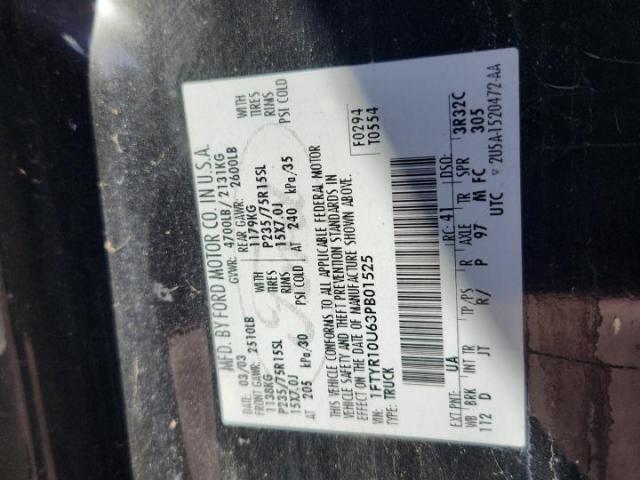 MFD. BY FORD MOTOR CO. IN U.S.A.
DATE: 03/03 GVWR: 4700LB / 2131KG
FRONT GAWR: 2510LB REAR GAWR: 2600LB
1138KG WITH 1179KG WITH
P235/75R15SL TIRES P235/75R15SL TIRES
15X7.0J RIMS 15X7.0J RIMS
AT 205 kPa/30 PSI COLD AT 240 kPa/35 PSI COLD
THIS VEHICLE CONFORMS TO ALL APPLICABLE FEDERAL MOTOR
VEHICLE SAFETY AND THEFT PREVENTION STANDARDS IN
EFFECT ON THE DATE OF MANUFACTURE SHOWN ABOVE.
VIN: 1FTYR10U63PB01525 F0294
TYPE: TRUCK T0554
EXT PNT: UA RC: 41 DSO:
WB BRK INT TR TP/PS R AXLE TR SPR 3R32C
112 D JT R/ P 97 M FC 305
UTC 2U5A-1520472-AA